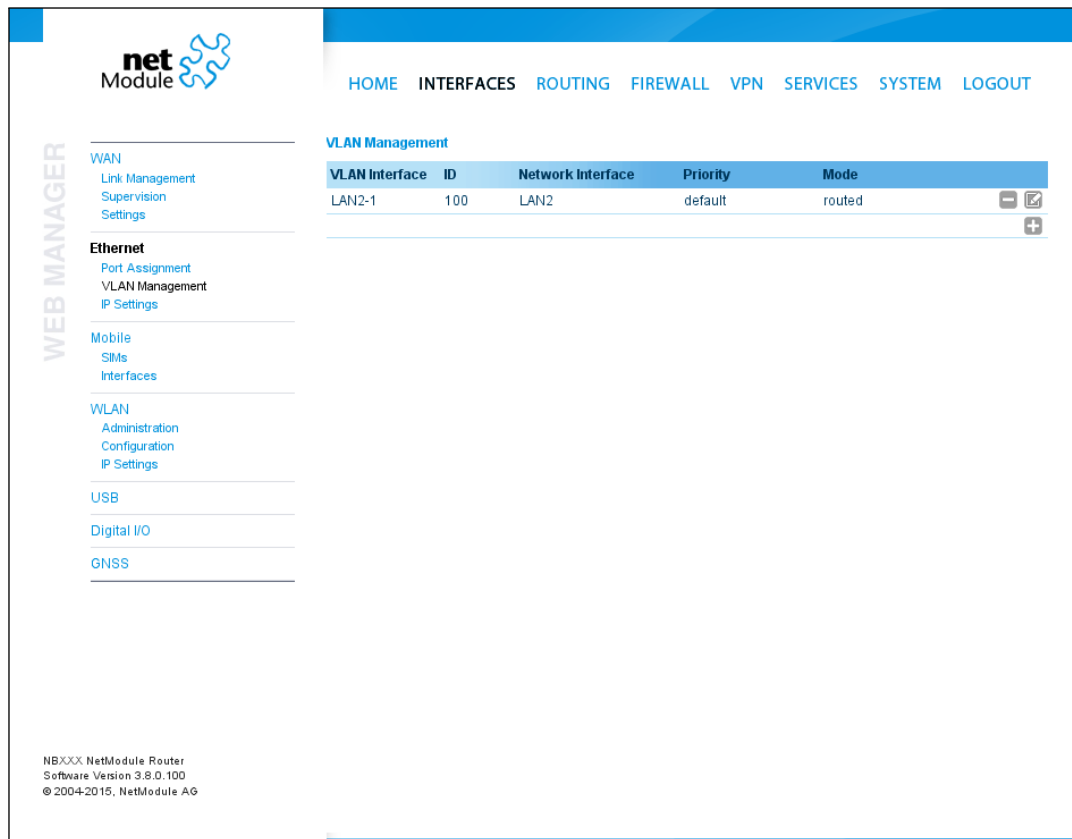 net
Module
HOME INTERFACES ROUTING FIREWALL VPN SERVICES SYSTEM LOGOUT
WEB MANAGER
WAN
Link Management
Supervision
Settings
Ethernet
Port Assignment
VLAN Management
IP Settings
Mobile
SIMs
Interfaces
WLAN
Administration
Configuration
IP Settings
USB
Digital I/O
GNSS
VLAN Management
VLAN Interface ID Network Interface Priority Mode
LAN2-1 100 LAN2 default routed
NBXXX NetModule Router
Software Version 3.8.0.100
© 2004-2015, NetModule AG